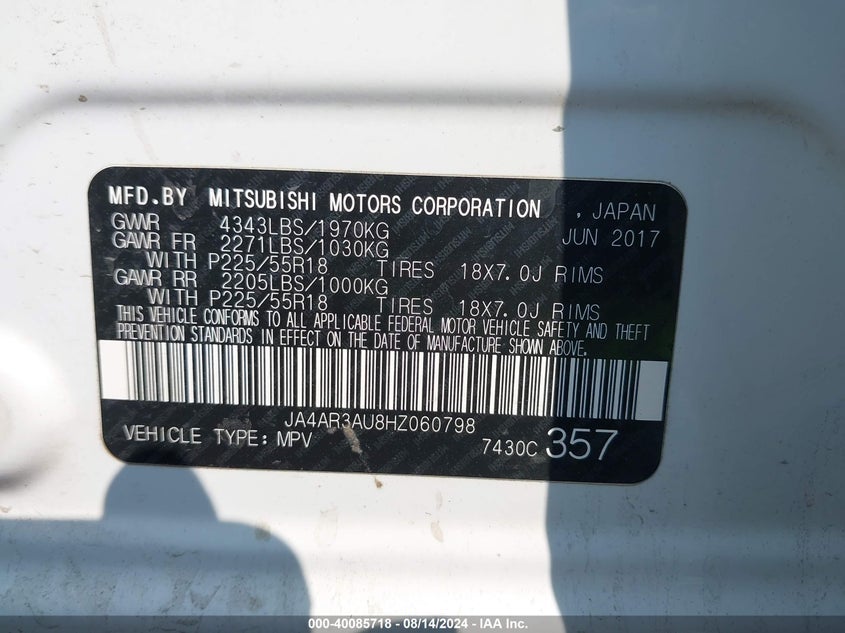 MFD.BY MITSUBISHI MOTORS CORPORATION , JAPAN
GVWR 4343LBS/1970KG JUN 2017
GAWR FR 2271LBS/1030KG
WITH P225/55R18 TIRES 18X7.0J RIMS
GAWR RR 2205LBS/1000KG
WITH P225/55R18 TIRES 18X7.0J RIMS
THIS VEHICLE CONFORMS TO ALL APPLICABLE FEDERAL MOTOR VEHICLE SAFETY AND THEFT
PREVENTION STANDARDS IN EFFECT ON THE DATE OF MANUFACTURE SHOWN ABOVE.
JA4AR3AU8HZ060798
VEHICLE TYPE: MPV 7430C 357
000-40085718 - 08/14/2024 - IAA Inc.